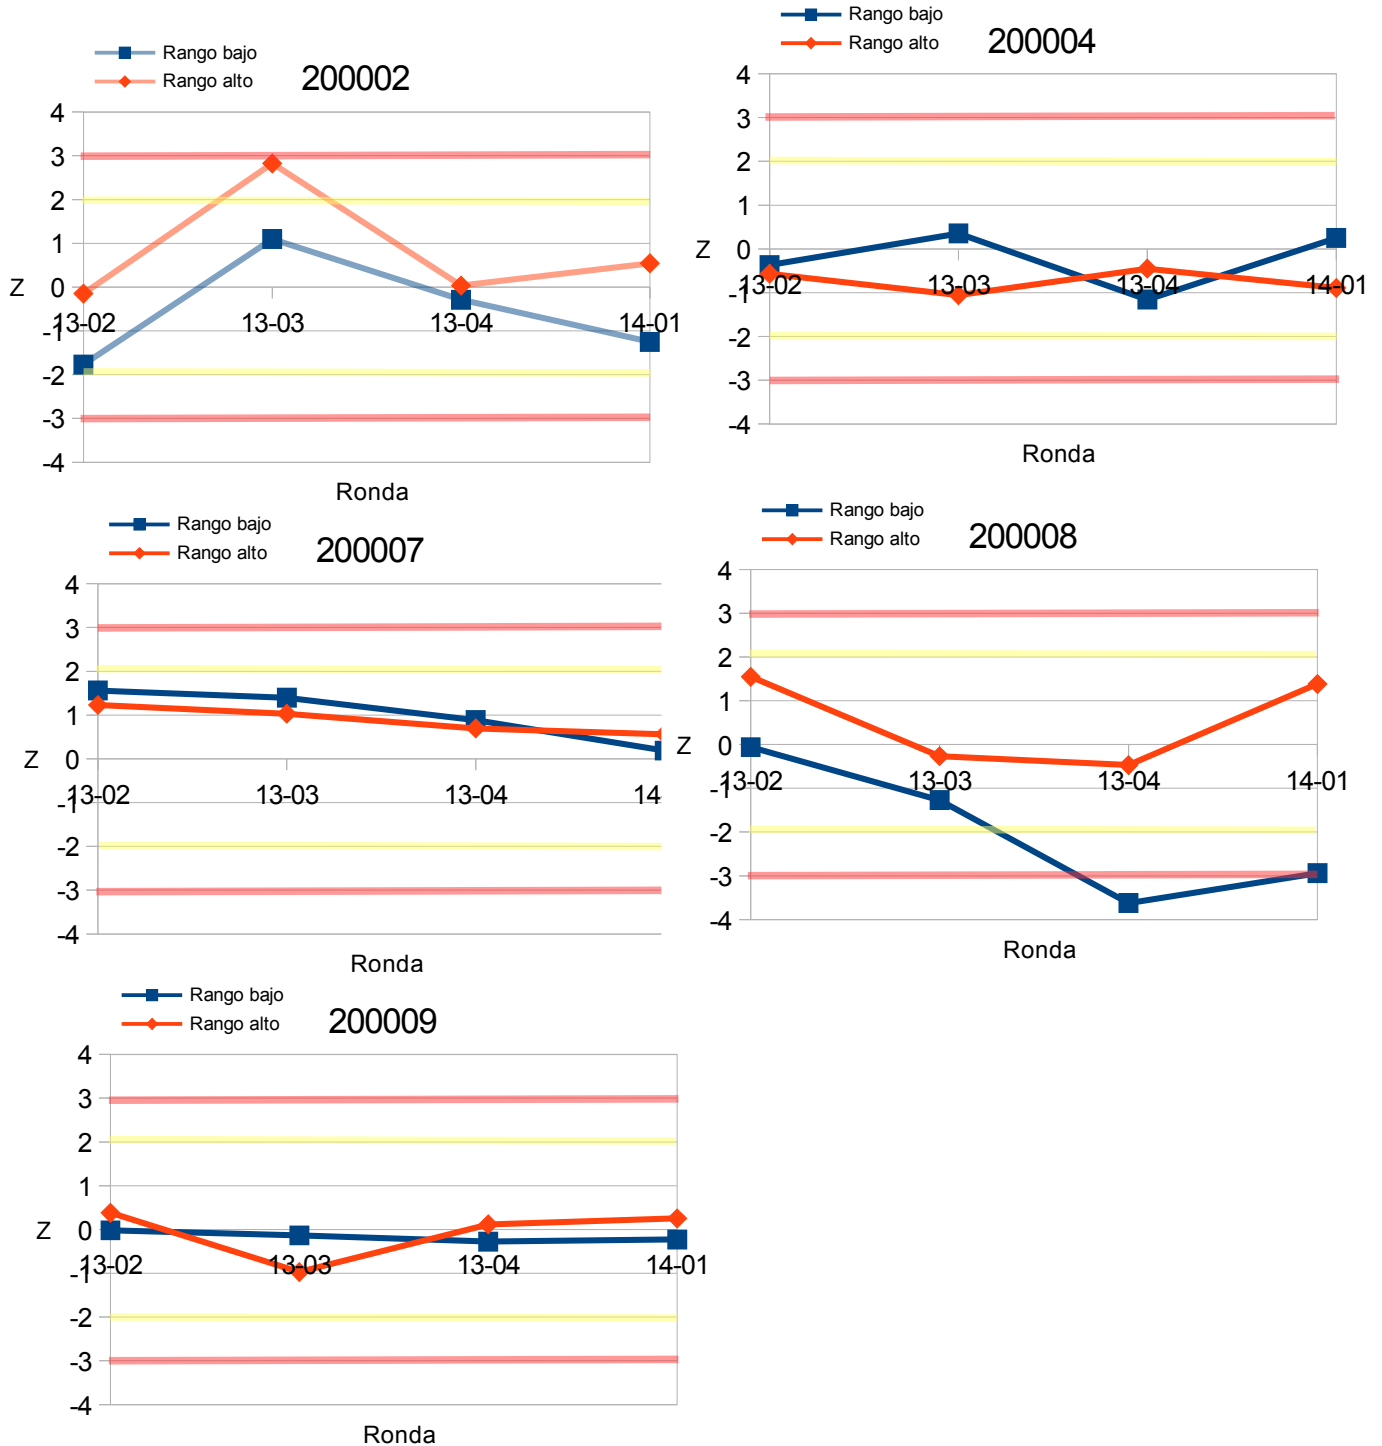 Rango bajo
Rango alto
200002
4
3
2
1
Z 0
-1
-2
-3
-4
13-02 13-03 13-04 14-01
Ronda
Rango bajo
Rango alto
200004
4
3
2
1
Z 0
-1
-2
-3
-4
13-02 13-03 13-04 14-01
Ronda
Rango bajo
Rango alto
200007
4
3
2
1
Z 0
-1
-2
-3
-4
13-02 13-03 13-04 14
Ronda
Rango bajo
Rango alto
200008
4
3
2
1
Z 0
-1
-2
-3
-4
13-02 13-03 13-04 14-01
Ronda
Rango bajo
Rango alto
200009
4
3
2
1
Z 0
-1
-2
-3
-4
13-02 13-03 13-04 14-01
Ronda